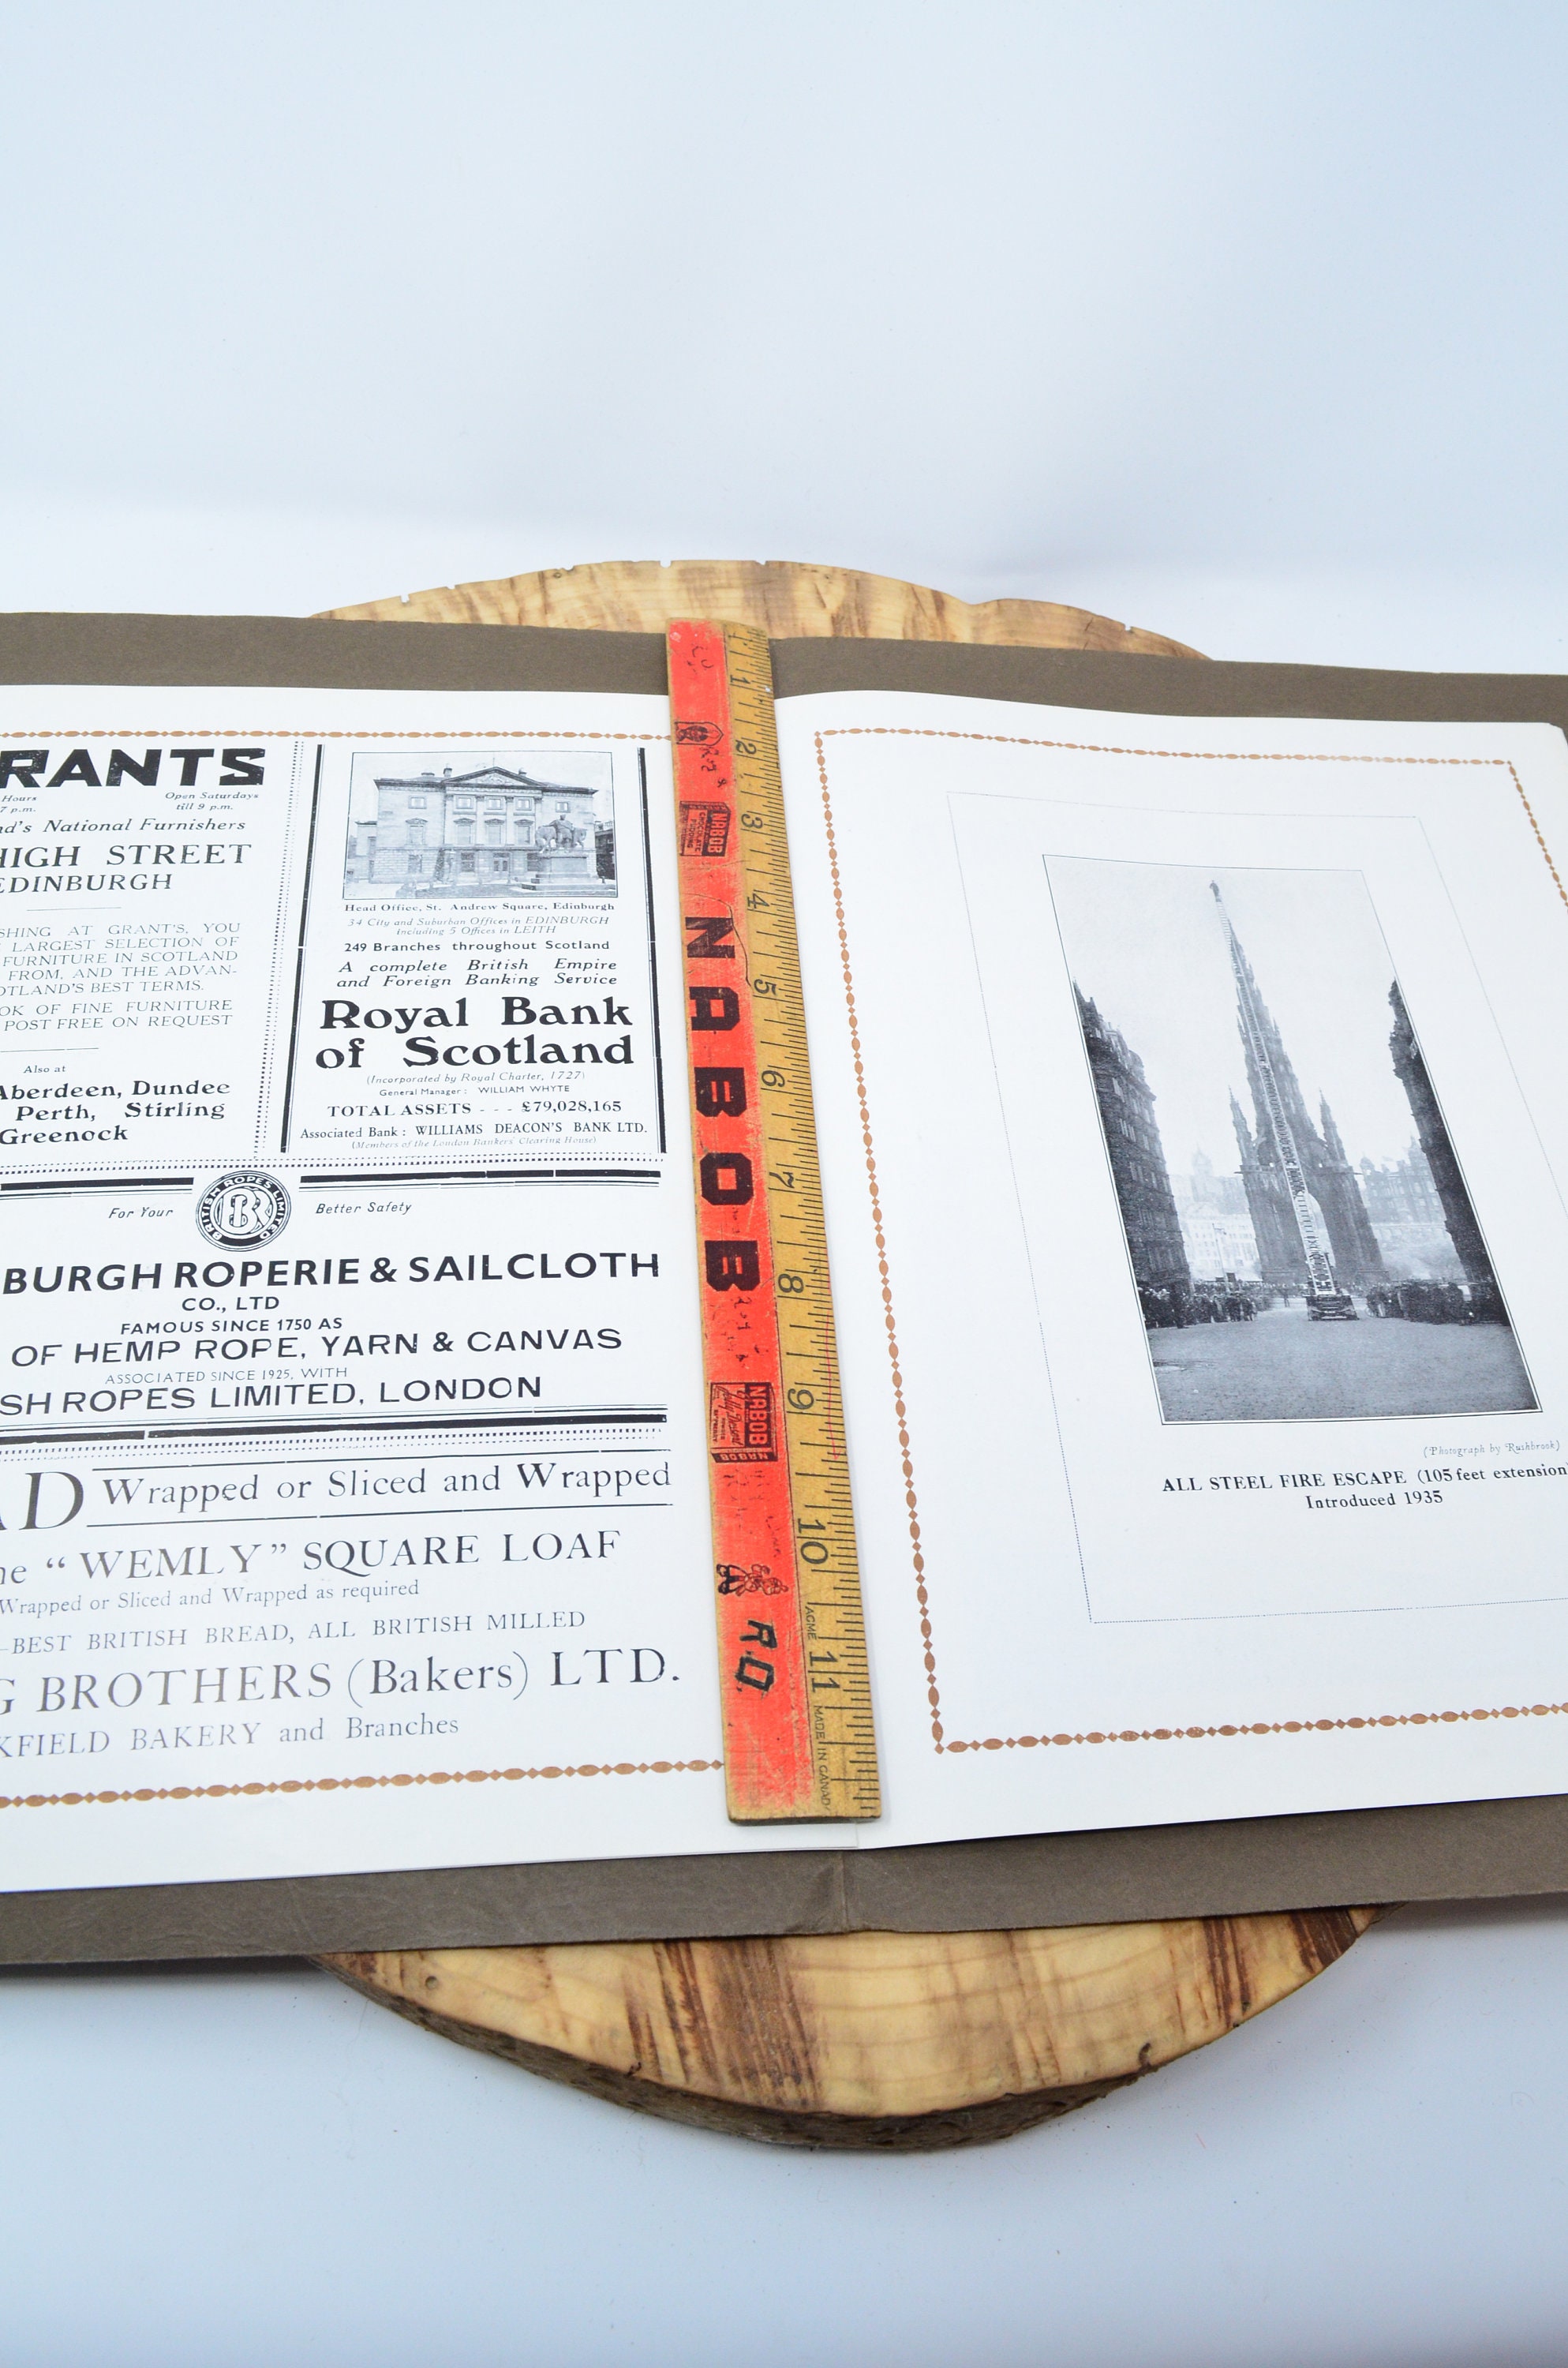 RANTS
Hours
7 p.m.
Open Saturdays
till 9 p.m.
nd's National Furnishers
HIGH STREET
EDINBURGH
SHING AT GRANT'S, YOU
LARGEST SELECTION OF
FURNITURE IN SCOTLAND
FROM, AND THE ADVAN-
OTLAND'S BEST TERMS.
OK OF FINE FURNITURE
POST FREE ON REQUEST
Also at
Aberdeen, Dundee
Perth, Stirling
Greenock
Head Office, St. Andrew Square, Edinburgh
34 City and Suburban Offices in EDINBURGH
including 5 Offices in LEITH
249 Branches throughout Scotland
A complete British Empire
and Foreign Banking Service
Royal Bank
of Scotland
(Incorporated by Royal Charter, 1727)
General Manager: WILLIAM WHYTE
TOTAL ASSETS - - - £79,028,165
Associated Bank: WILLIAMS DEACON'S BANK LTD.
(Members of the London Bankers' Clearing House)
For Your
BRITISH ROPES LIMITED
BR
Better Safety
BURGH ROPERIE & SAILCLOTH
CO., LTD
FAMOUS SINCE 1750 AS
OF HEMP ROPE, YARN & CANVAS
ASSOCIATED SINCE 1925, WITH
SH ROPES LIMITED, LONDON
AD Wrapped or Sliced and Wrapped
he "WEMLY" SQUARE LOAF
Wrapped or Sliced and Wrapped as required
—BEST BRITISH BREAD, ALL BRITISH MILLED
G BROTHERS (Bakers) LTD.
KFIELD BAKERY and Branches
NABOB
NABOB
NABOB
NABOB
R.D
1 2 3 4 5 6 7 8 9 10 11
ACME
MADE IN CANAD
(Photograph by Rushbrook)
ALL STEEL FIRE ESCAPE (105 feet extension
Introduced 1935